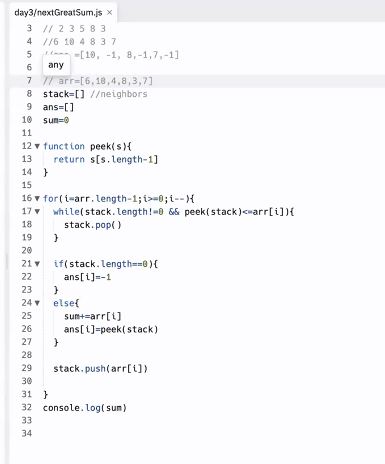 day3/nextGreatSum.js ×
3 // 2 3 5 8 3
4 //6 10 4 8 3 7
5 =[10, -1, 8,-1,7,-1]
6 any
7 // arr=[6,10,4,8,3,7]
8 stack=[] //neighbors
9 ans=[]
10 sum=0
11
12 function peek(s){
13 return s[s.length-1]
14 }
15
16 for(i=arr.length-1;i>=0;i--){
17 while(stack.length!=0 && peek(stack)<=arr[i]){
18 stack.pop()
19 }
20
21 if(stack.length==0){
22 ans[i]=-1
23 }
24 else{
25 sum+=arr[i]
26 ans[i]=peek(stack)
27 }
28
29 stack.push(arr[i])
30
31 }
32 console.log(sum)
33
34